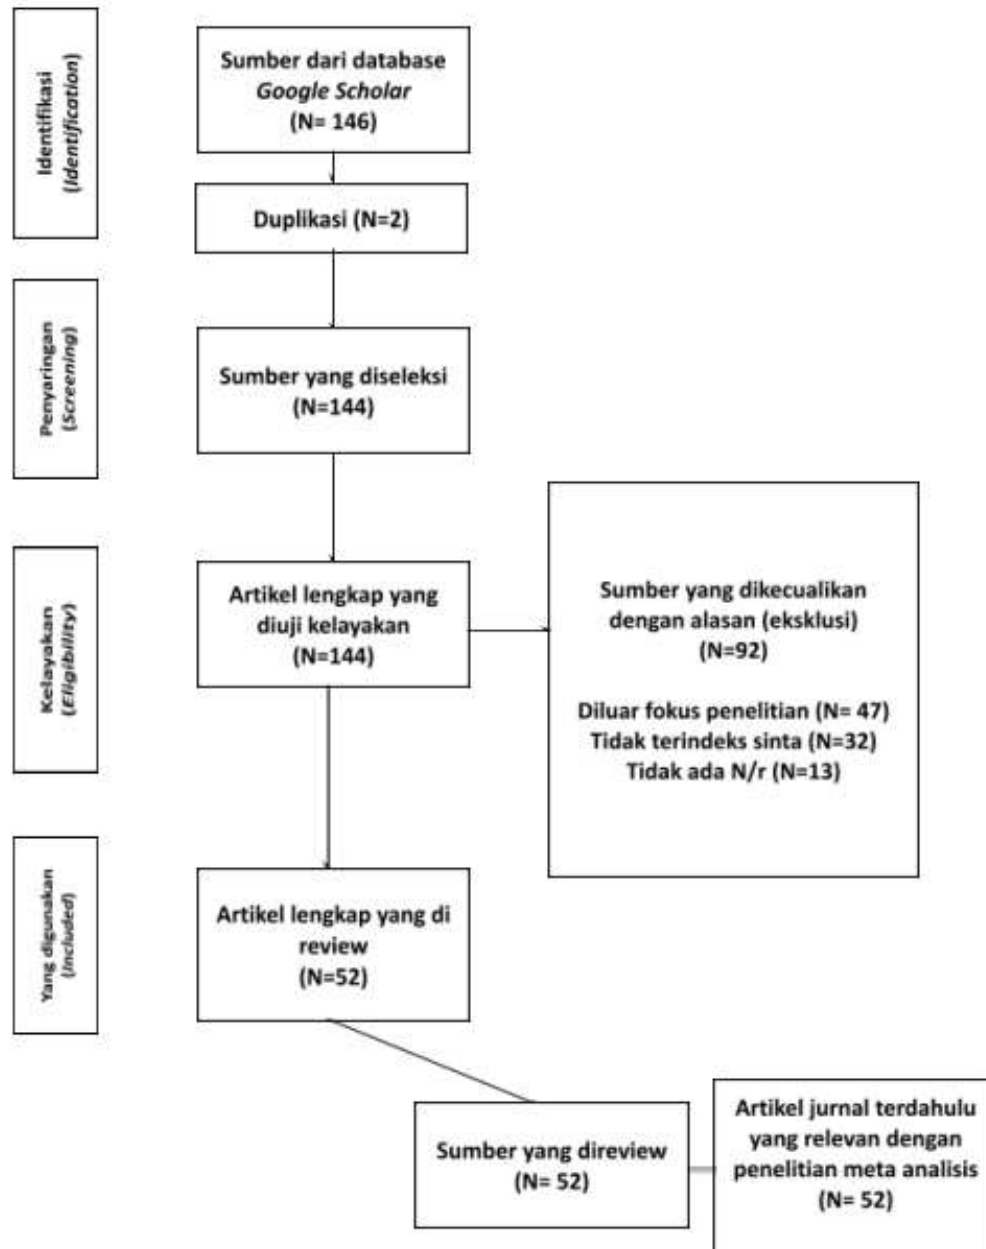 Identifikasi
(Identification)
Sumber dari database
Google Scholar
(N= 146)
Duplikasi (N=2)
Penyaringan
(Screening)
Sumber yang diseleksi
(N=144)
Kelayakan
(Eligibility)
Artikel lengkap yang
diuji kelayakan
(N=144)
Sumber yang dikecualikan
dengan alasan (eksklusi)
(N=92)
Diluar fokus penelitian (N= 47)
Tidak terindeks sinta (N=32)
Tidak ada N/r (N=13)
Yang digunakan
(Included)
Artikel lengkap yang di
review
(N=52)
Sumber yang direview
(N= 52)
Artikel jurnal terdahulu
yang relevan dengan
penelitian meta analisis
(N= 52)